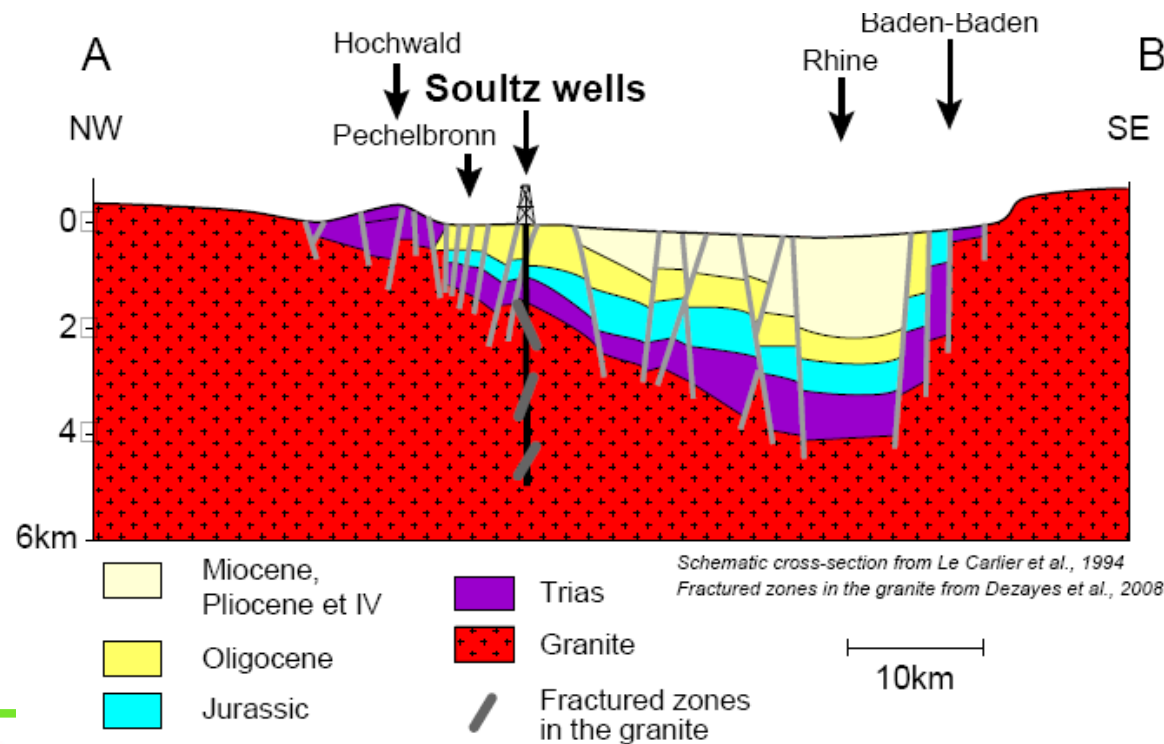 Baden-Baden
A
Hochwald
Rhine
B
Soultz wells
NW
Pechelbronn
SE
0
2
4
6km
Miocene,
Pliocene et IV
Trias
Schematic cross-section from Le Carlier et al., 1994
Fractured zones in the granite from Dezayes et al., 2008
Oligocene
Granite
10km
Jurassic
Fractured zones
in the granite